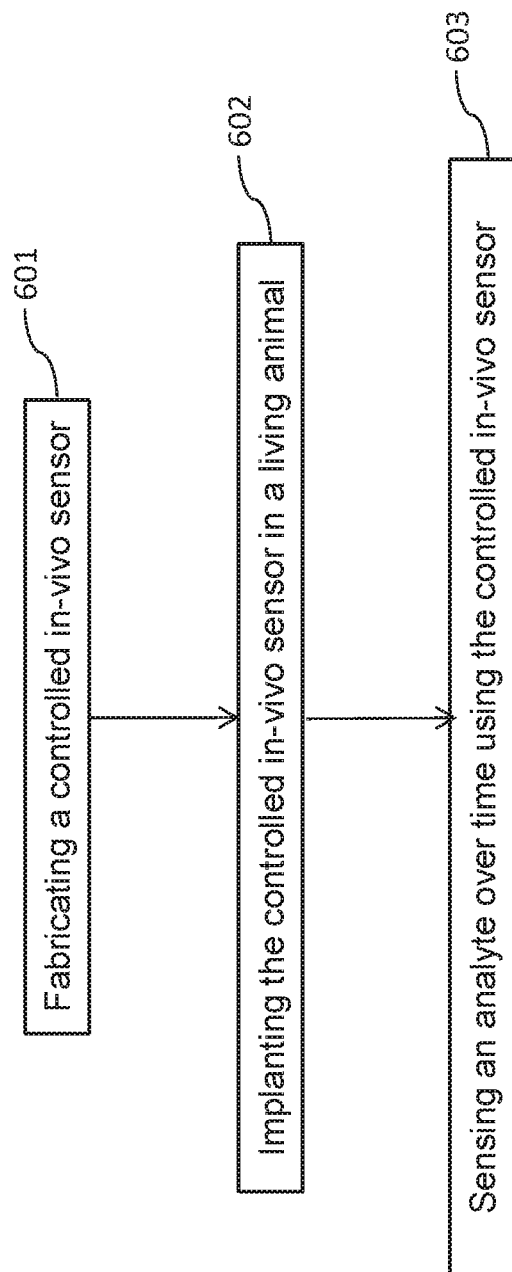 601
Fabricating a controlled in-vivo sensor
602
Implanting the controlled in-vivo sensor in a living animal
603
Sensing an analyte over time using the controlled in-vivo sensor